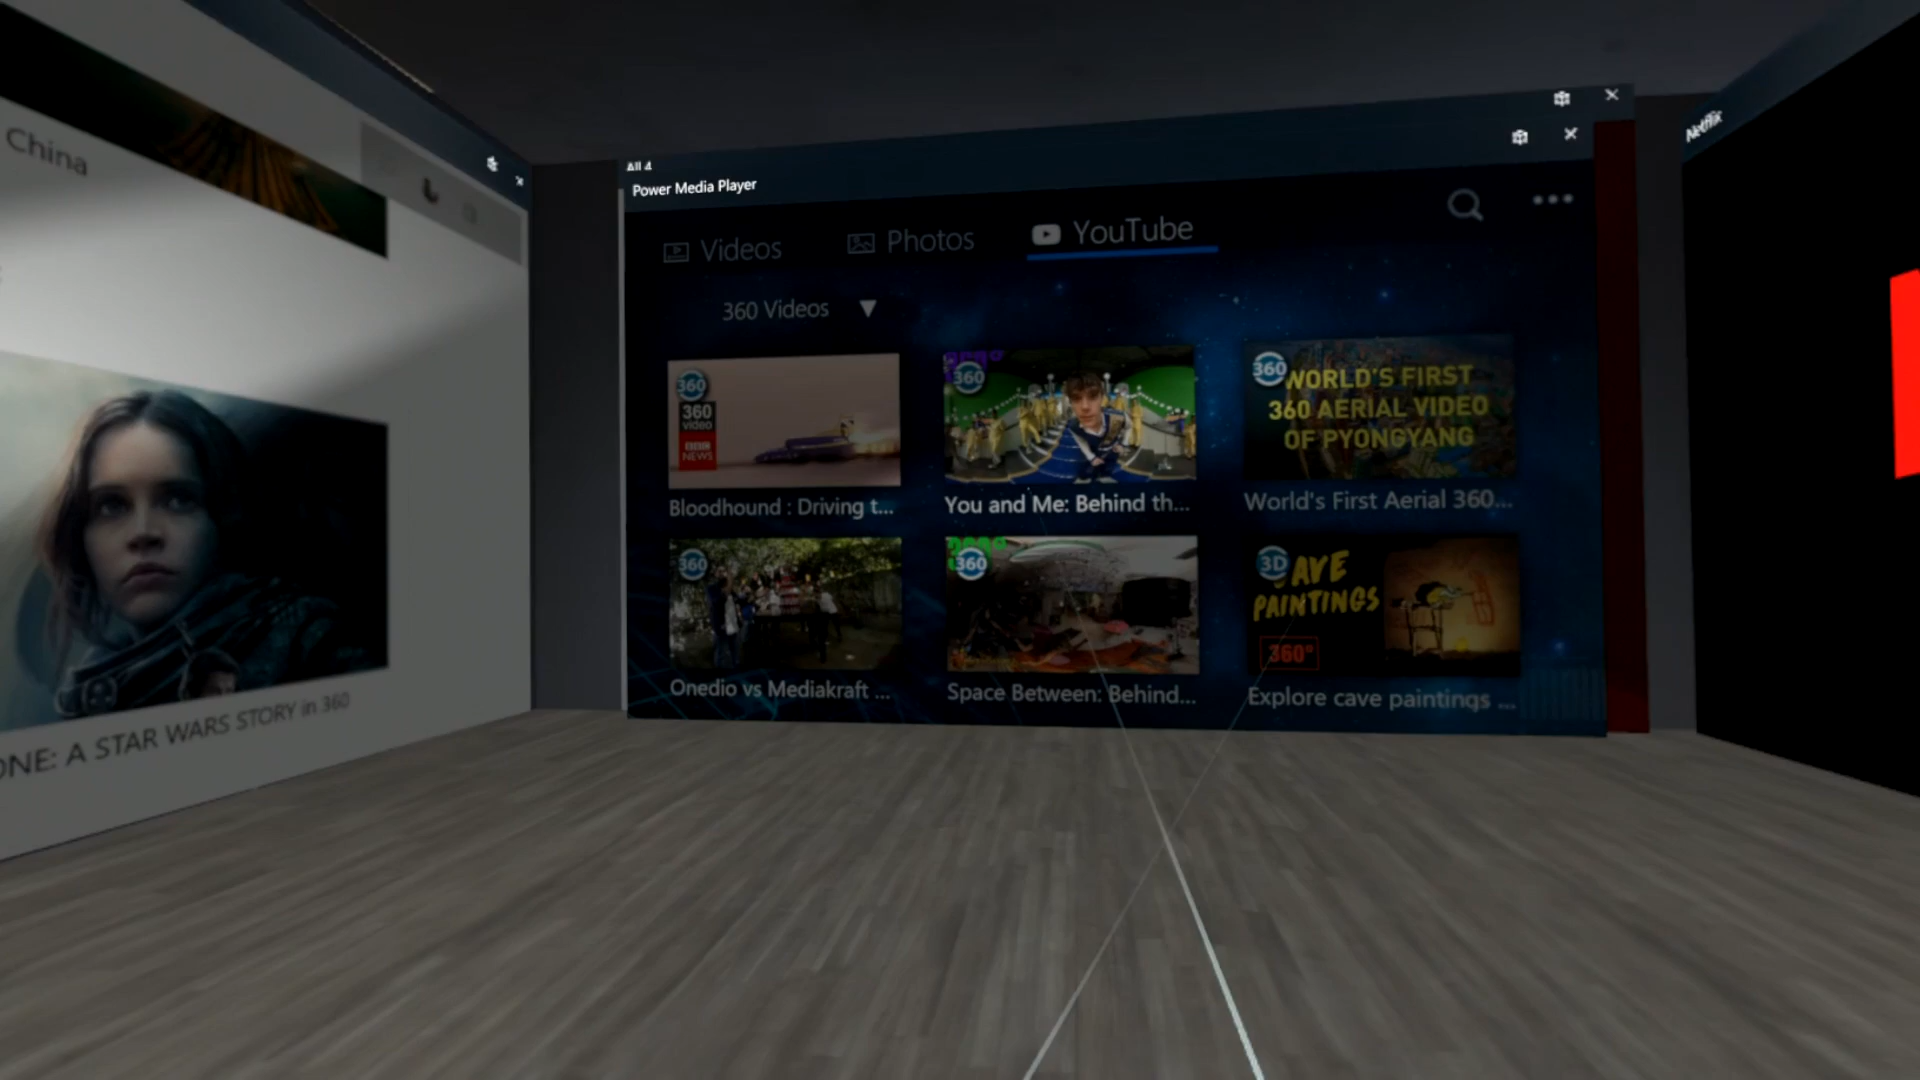 China
ONE: A STAR WARS STORY in 360
All 4
Power Media Player
Videos
Photos
YouTube
360 Videos
360
360
video
BBC
NEWS
Bloodhound : Driving t...
360
You and Me: Behind th...
360
WORLD'S FIRST
360 AERIAL VIDEO
OF PYONGYANG
World's First Aerial 360...
360
Onedio vs Mediakraft ...
360
Space Between: Behind...
3D
CAVE
PAINTINGS
360°
Explore cave paintings ...
Netflix